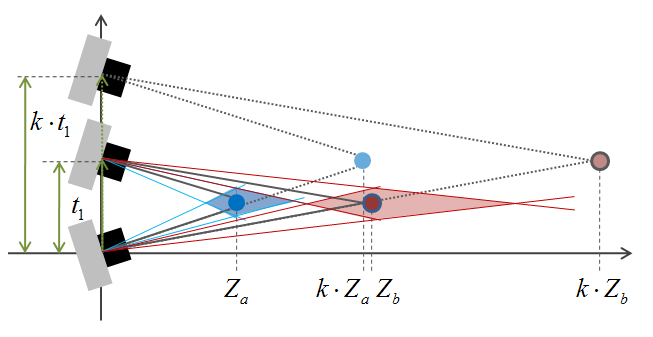 k · t₁
t₁
Zₐ
k · Zₐ Z_b
k · Z_b